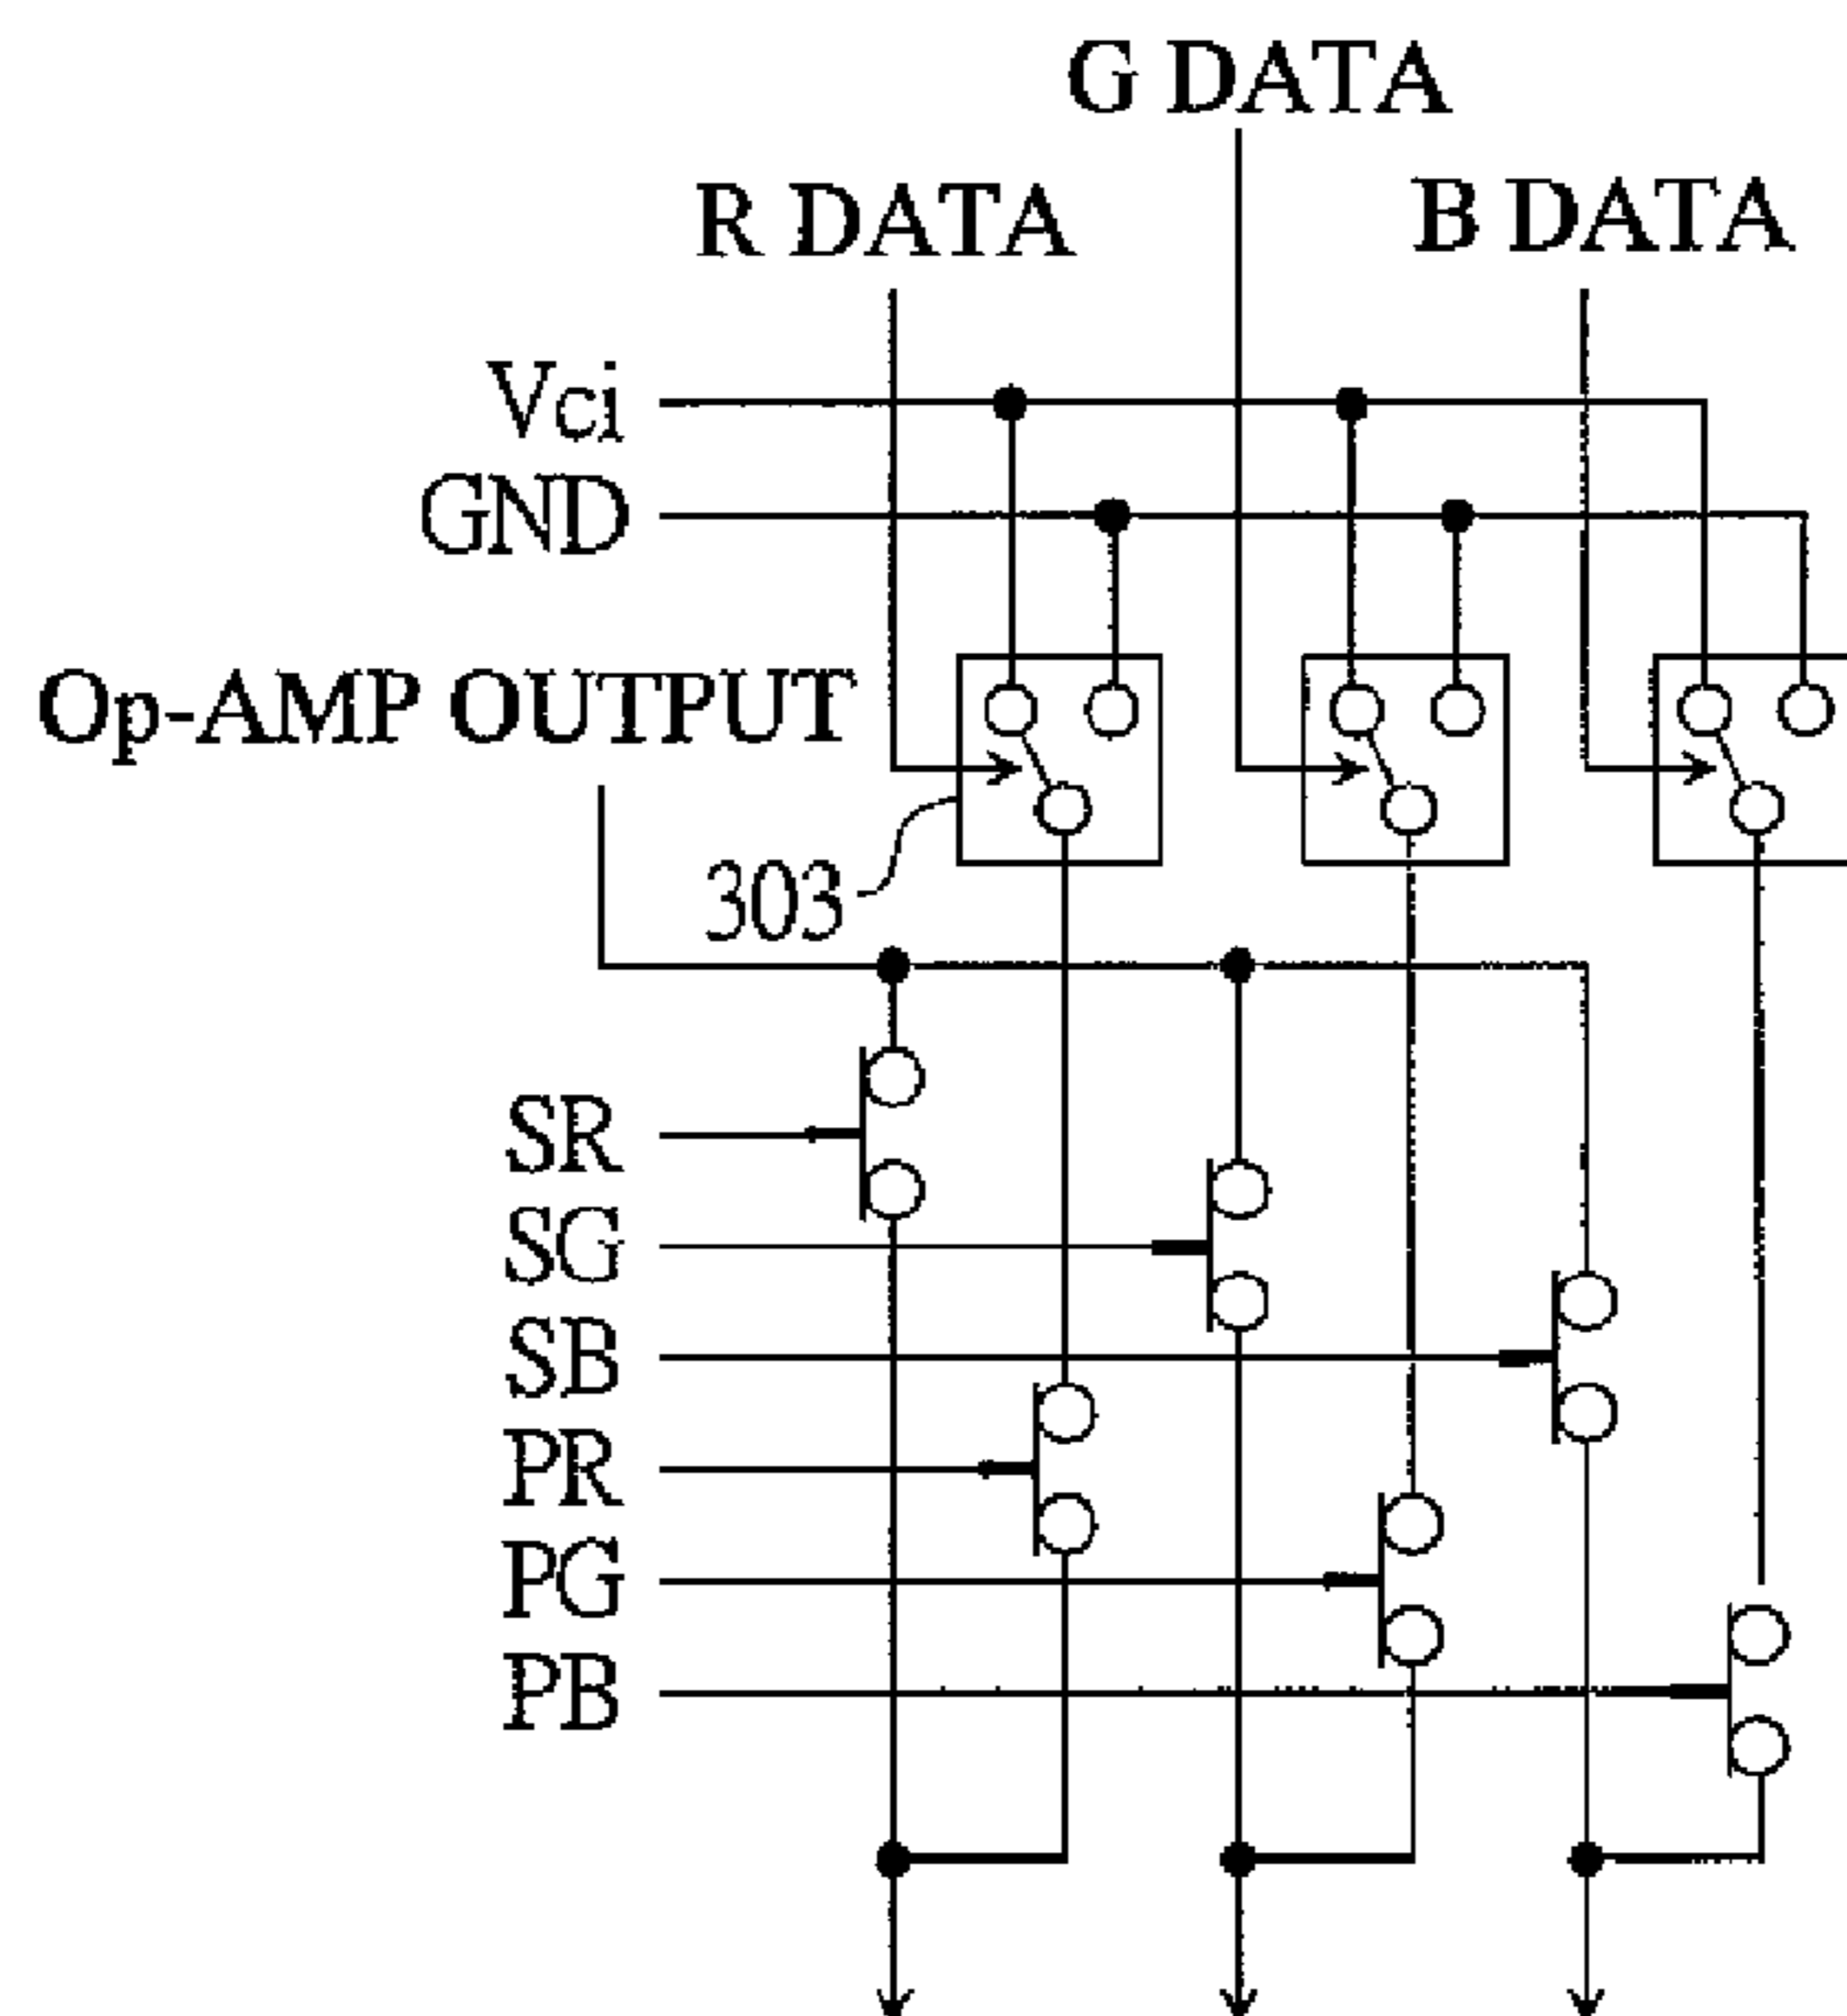 G DATA
R DATA
B DATA
Vci
GND
Op-AMP OUTPUT
303
SR
SG
SB
PR
PG
PB